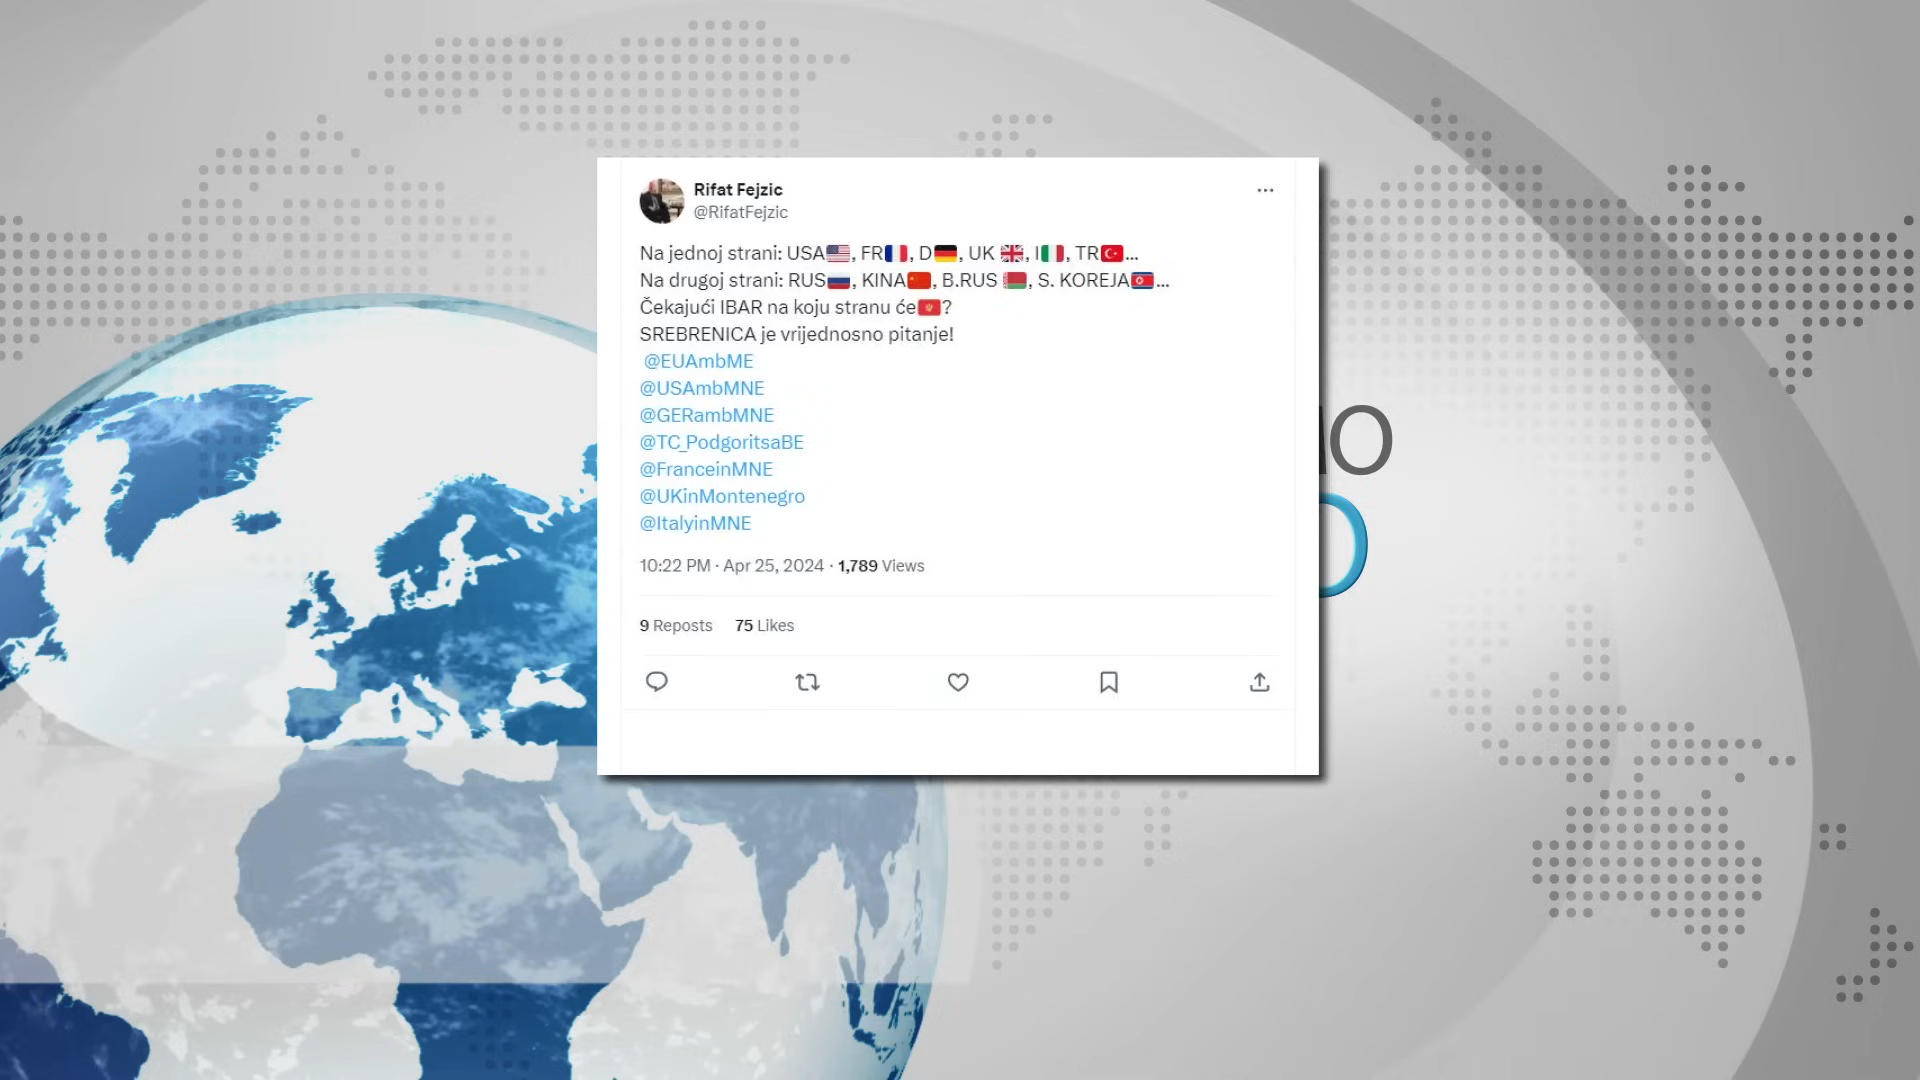 Rifat Fejzic
@RifatFejzic
Na jednoj strani: USA🇺🇸, FR🇫🇷, D🇩🇪, UK 🇬🇧, I🇮🇹, TR🇹🇷...
Na drugoj strani: RUS🇷🇺, KINA🇨🇳, B.RUS 🇧🇾, S. KOREJA🇰🇵...
Čekajući IBAR na koju stranu će🇲🇪?
SREBRENICA je vrijednosno pitanje!
@EUAmbME
@USAmbMNE
@GERambMNE
@TC_PodgoritsaBE
@FranceinMNE
@UKinMontenegro
@ItalyinMNE
10:22 PM · Apr 25, 2024 · 1,789 Views
9 Reposts 75 Likes